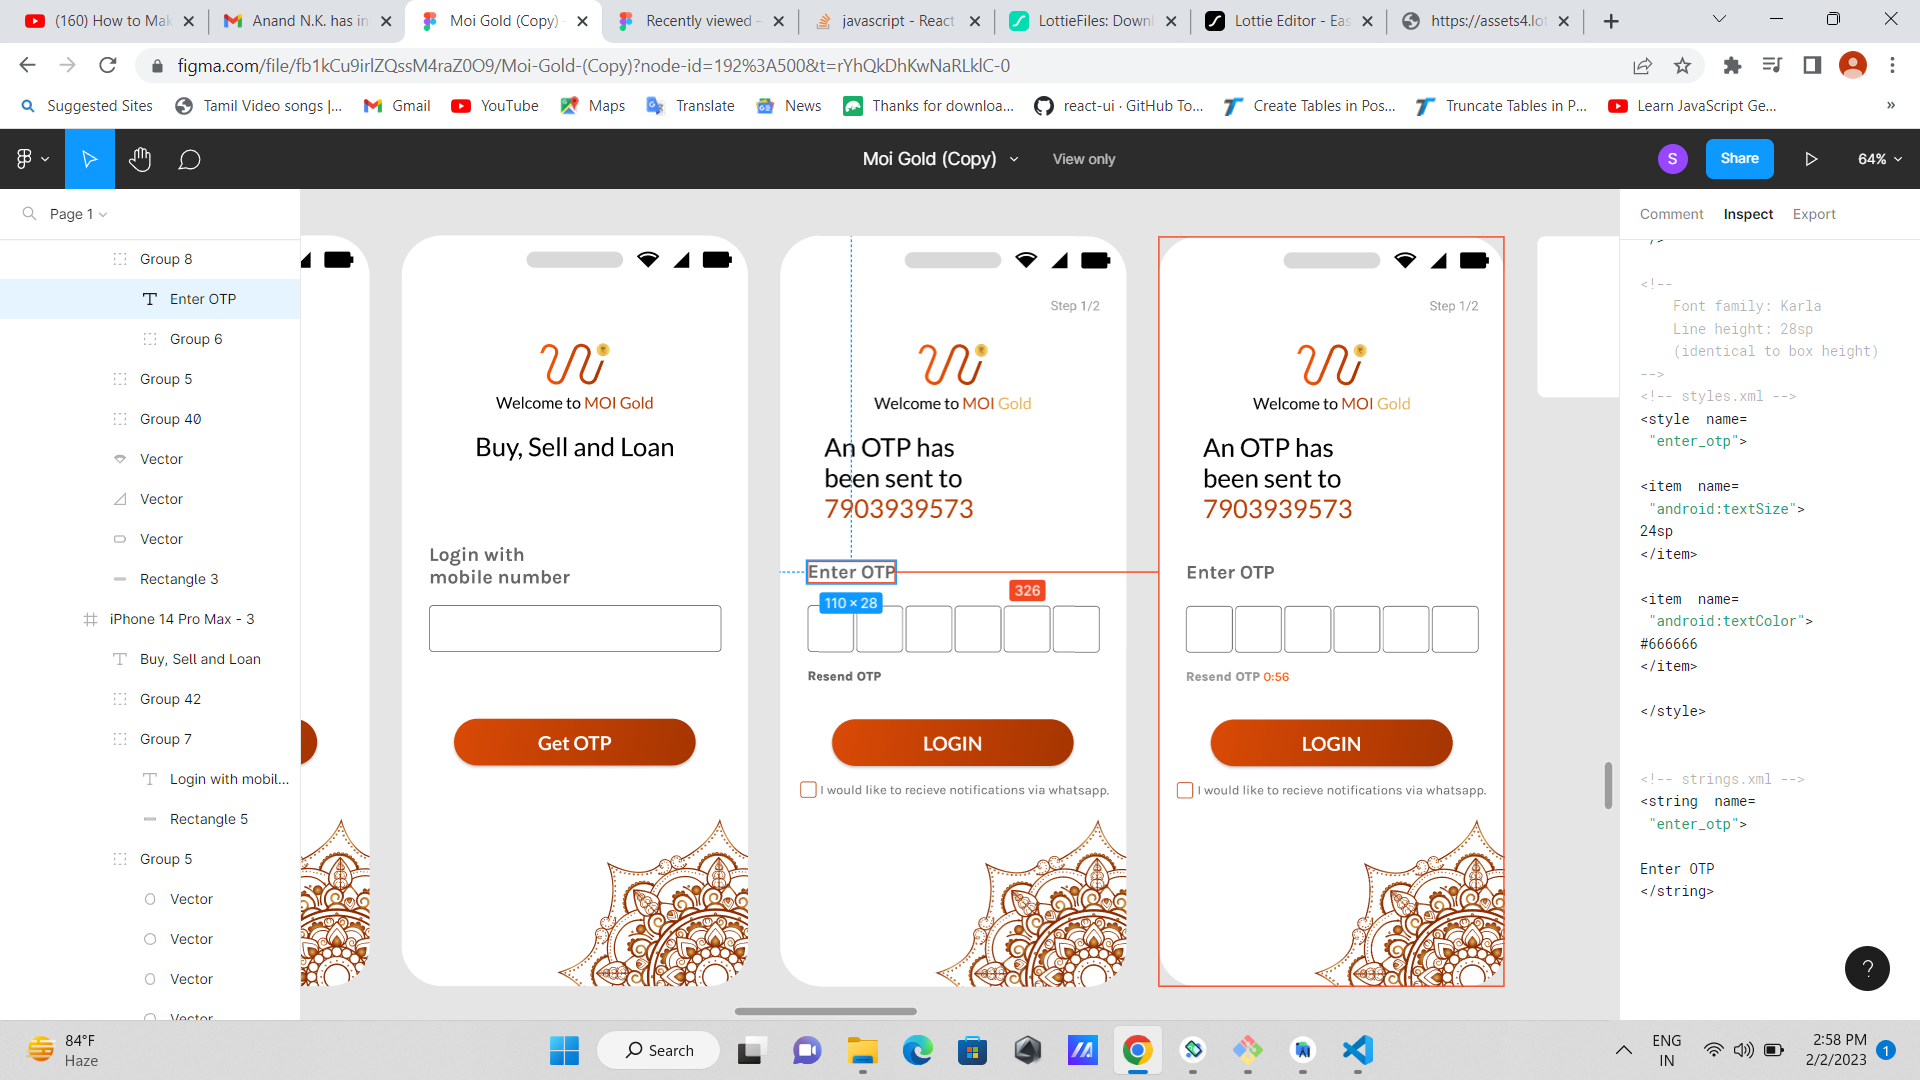 (160) How to Mak
Anand N.K. has in
Moi Gold (Copy) -
Recently viewed -
javascript - React
LottieFiles: Downl
Lottie Editor - Eas
https://assets4.lot
figma.com/file/fb1kCu9irlZQssM4raZ0O9/Moi-Gold-(Copy)?node-id=192%3A500&t=rYhQkDhKwNaRLklC-0
Suggested Sites
Tamil Video songs |...
Gmail
YouTube
Maps
Translate
News
Thanks for downloa...
react-ui · GitHub To...
Create Tables in Pos...
Truncate Tables in P...
Learn JavaScript Ge...
»
Moi Gold (Copy)
View only
S
Share
64%
Page 1
Comment
Inspect
Export
Group 8
Enter OTP
Group 6
Group 5
Group 40
Vector
Vector
Vector
Rectangle 3
iPhone 14 Pro Max - 3
Buy, Sell and Loan
Group 42
Group 7
Login with mobil...
Rectangle 5
Group 5
Vector
Vector
Vector
Vector
Welcome to MOI Gold
Buy, Sell and Loan
Login with
mobile number
Get OTP
Step 1/2
Welcome to MOI Gold
An OTP has
been sent to
7903939573
Enter OTP
110 × 28
326
Resend OTP
LOGIN
I would like to recieve notifications via whatsapp.
Step 1/2
Welcome to MOI Gold
An OTP has
been sent to
7903939573
Enter OTP
Resend OTP 0:56
LOGIN
I would like to recieve notifications via whatsapp.
/>
<!--
Font family: Karla
Line height: 28sp
(identical to box height)
-->
<!-- styles.xml -->
<style name=
"enter_otp">
<item name=
"android:textSize">
24sp
</item>
<item name=
"android:textColor">
#666666
</item>
</style>
<!-- strings.xml -->
<string name=
"enter_otp">
Enter OTP
</string>
?
84°F
Haze
Search
ENG
IN
2:58 PM
2/2/2023
1